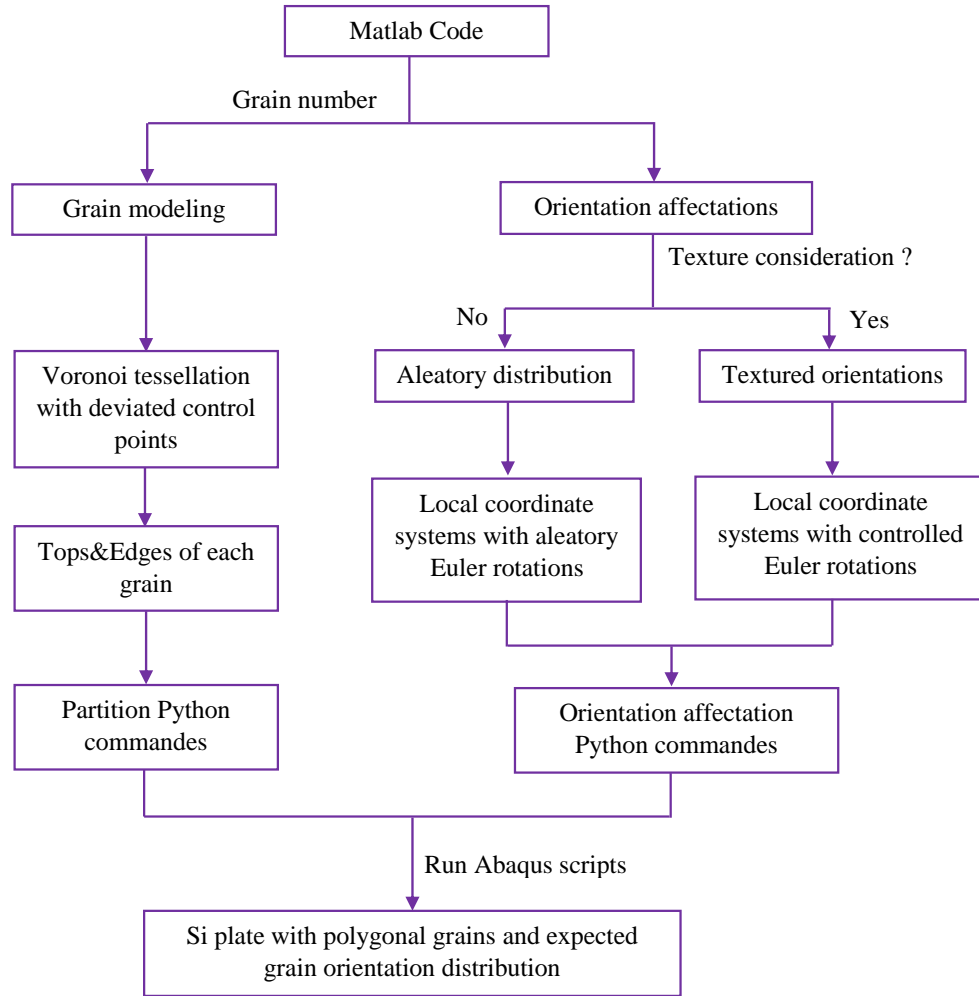 Matlab Code
Grain number
Grain modeling
Orientation affectations
Texture consideration ?
No
Yes
Voronoi tessellation
with deviated control
points
Aleatory distribution
Textured orientations
Local coordinate
systems with aleatory
Euler rotations
Local coordinate
systems with controlled
Euler rotations
Tops&Edges of each
grain
Partition Python
commandes
Orientation affectation
Python commandes
Run Abaqus scripts
Si plate with polygonal grains and expected
grain orientation distribution